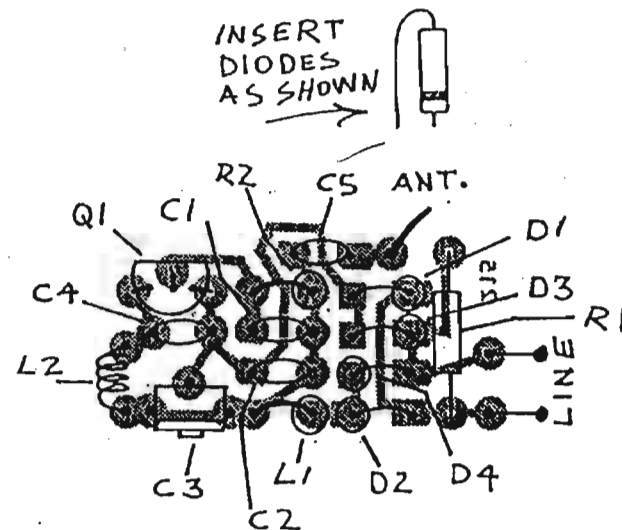 INSERT
DIODES
AS SHOWN
R2
C5
ANT.
Q1
C1
D1
C4
D3
R1
L2
LINE
C3
C2
L1
D2
D4